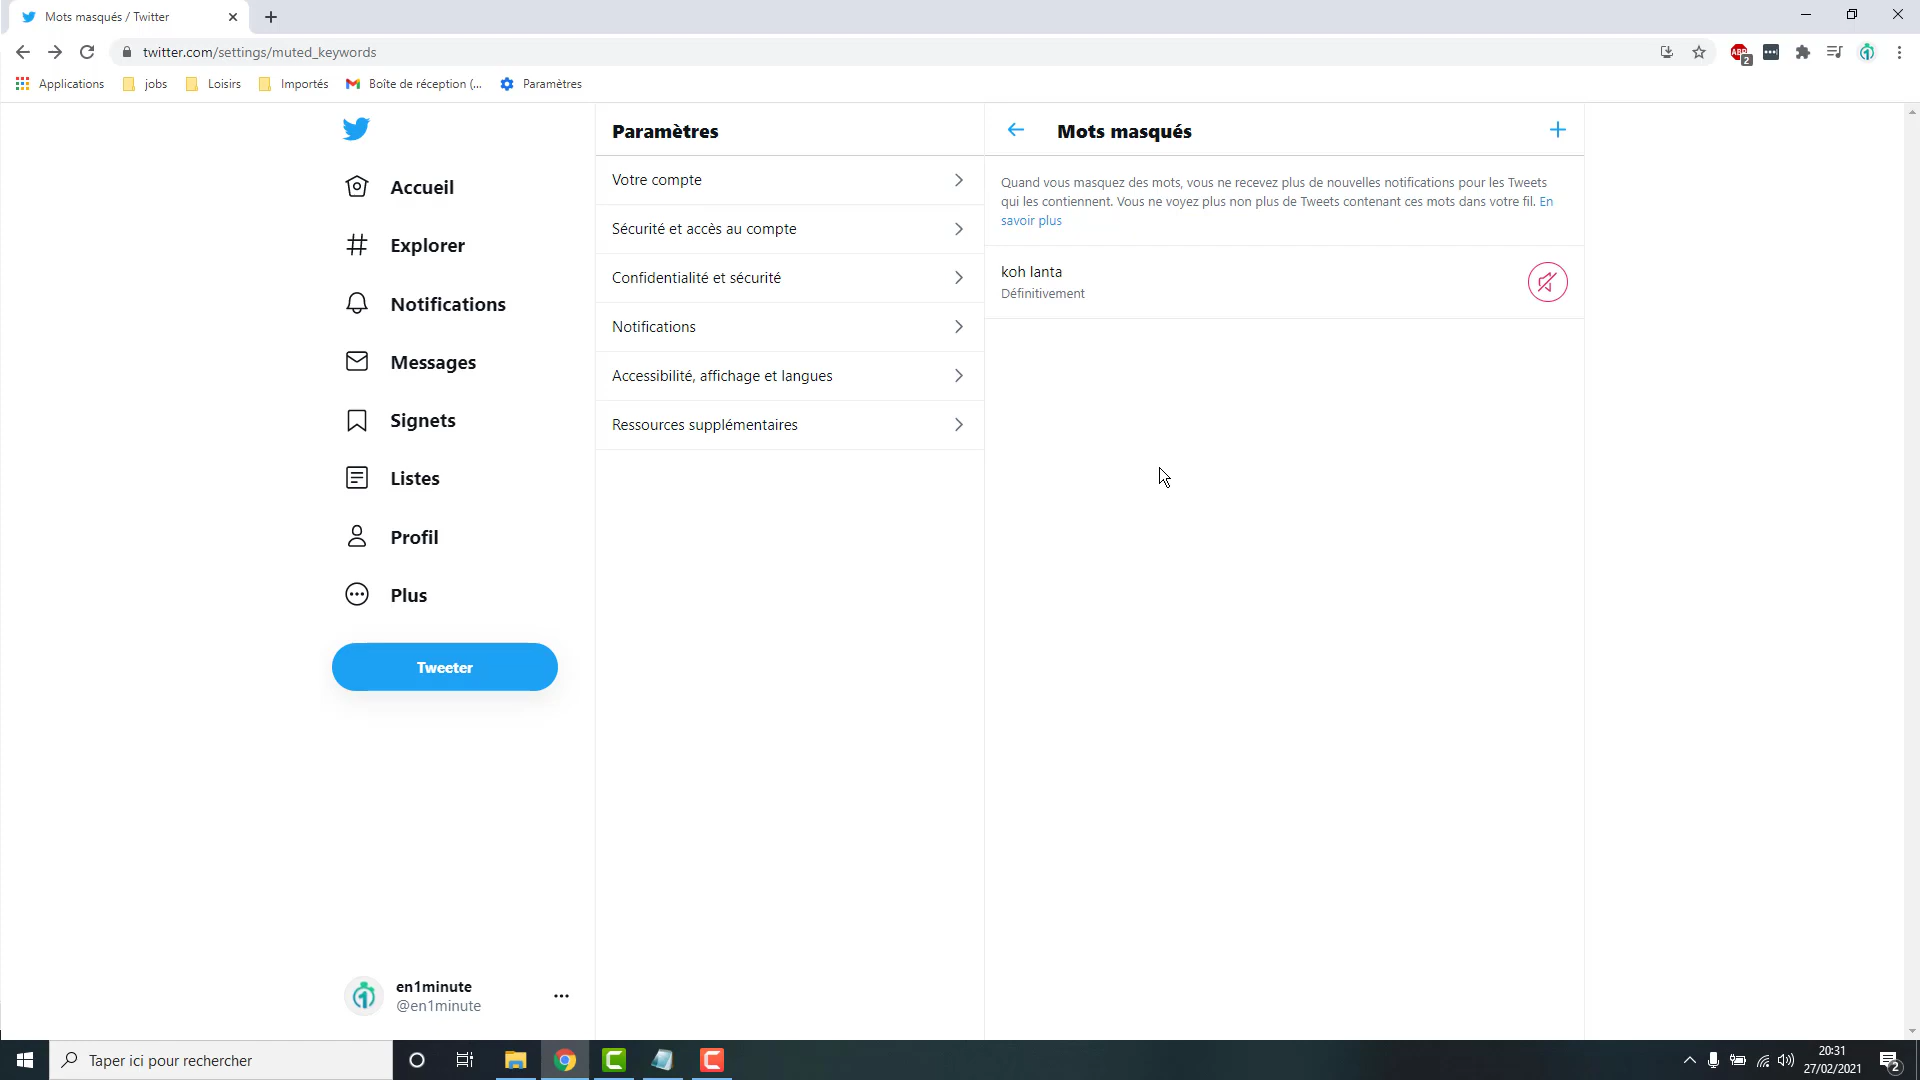 Mots masqués / Twitter
twitter.com/settings/muted_keywords
ABP
2
Applications
jobs
Loisirs
Importés
Boîte de réception (...
Paramètres
Accueil
Explorer
Notifications
Messages
Signets
Listes
Profil
Plus
Tweeter
en1minute
@en1minute
Paramètres
Votre compte
Sécurité et accès au compte
Confidentialité et sécurité
Notifications
Accessibilité, affichage et langues
Ressources supplémentaires
Mots masqués
Quand vous masquez des mots, vous ne recevez plus de nouvelles notifications pour les Tweets
qui les contiennent. Vous ne voyez plus non plus de Tweets contenant ces mots dans votre fil. En
savoir plus
koh lanta
Définitivement
Taper ici pour rechercher
20:31
27/02/2021
2